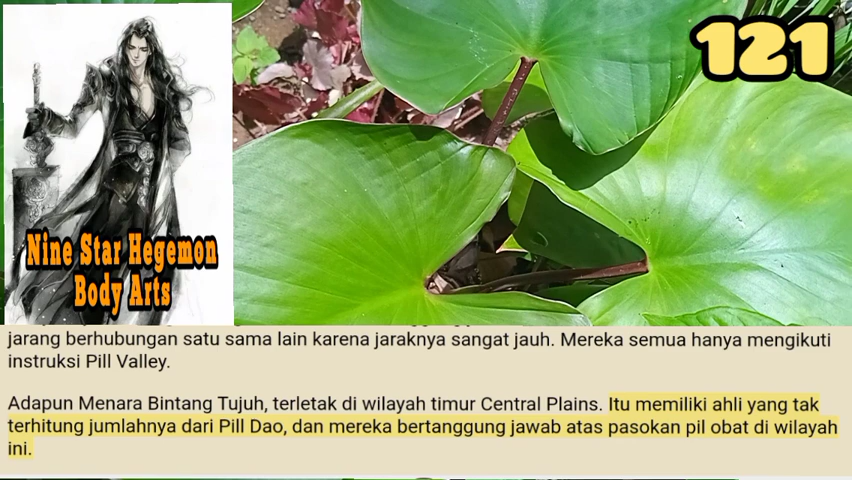 121
Nine Star Hegemon
Body Arts
jarang berhubungan satu sama lain karena jaraknya sangat jauh. Mereka semua hanya mengikuti
instruksi Pill Valley.
Adapun Menara Bintang Tujuh, terletak di wilayah timur Central Plains. Itu memiliki ahli yang tak
terhitung jumlahnya dari Pill Dao, dan mereka bertanggung jawab atas pasokan pil obat di wilayah
ini.